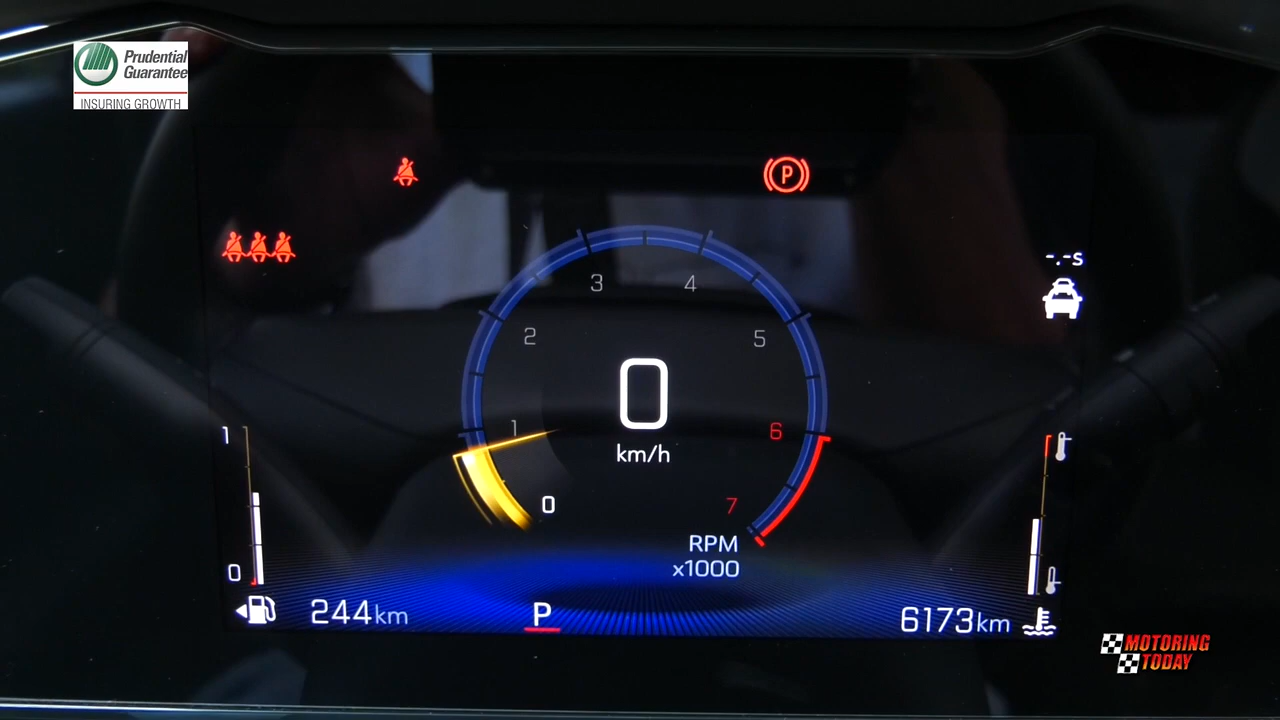 Prudential
Guarantee
INSURING GROWTH
P
-.-s
3
4
2
5
0
1
6
km/h
1
0
7
RPM
0
x1000
244km
P
6173km
MOTORING
TODAY